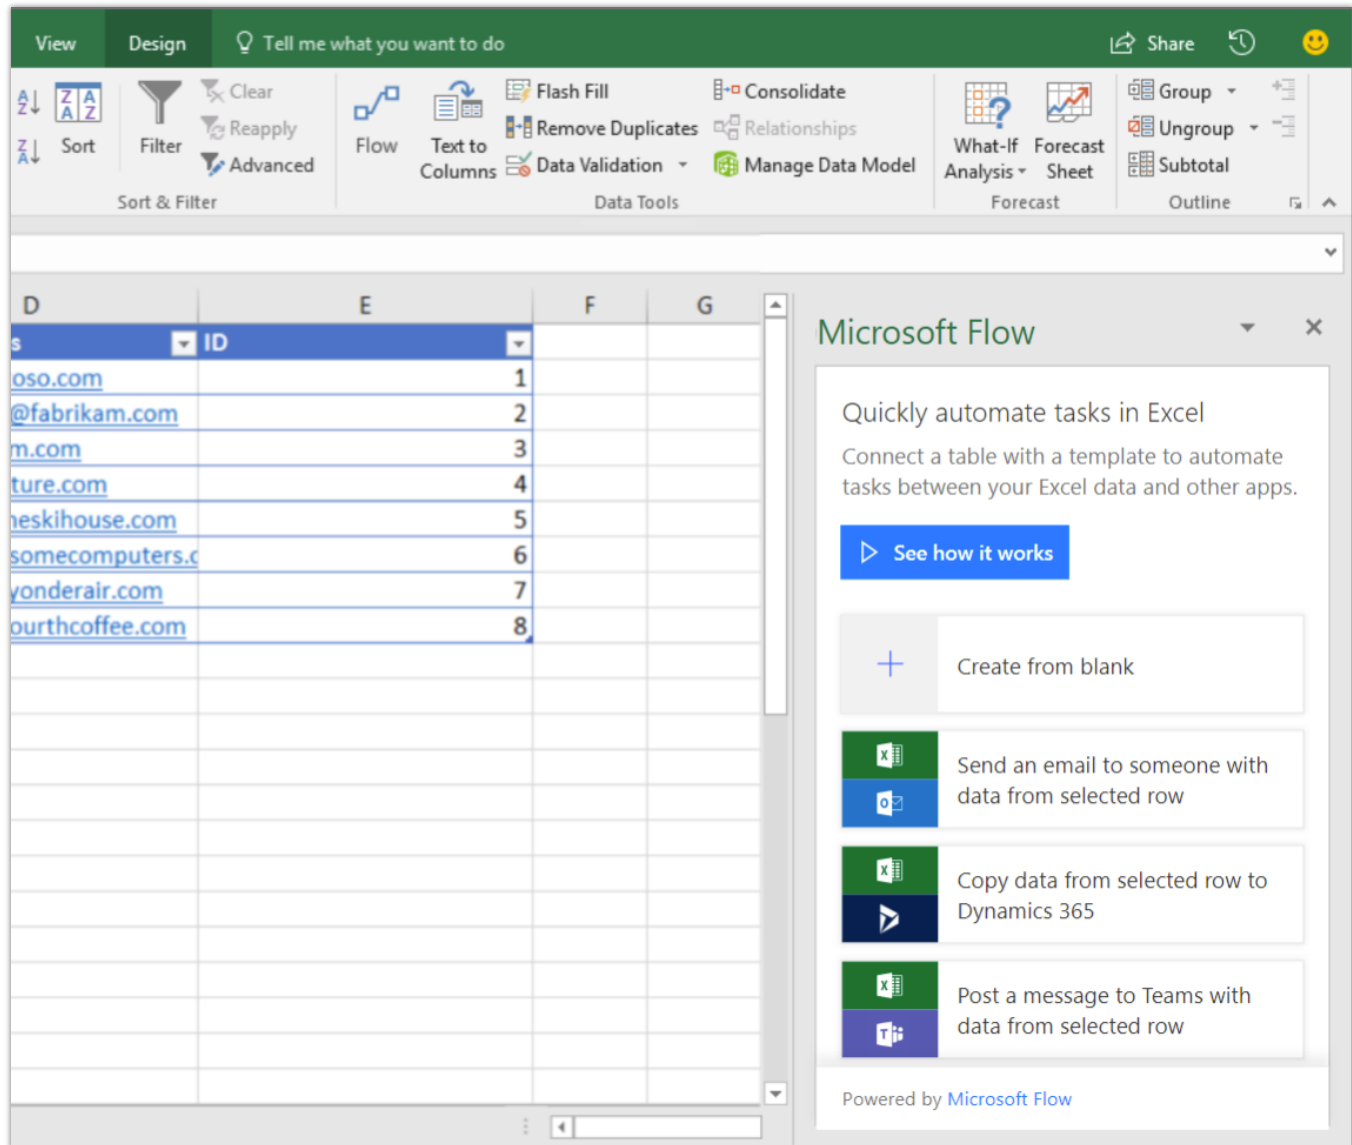 View Design Tell me what you want to do Share
Clear Flash Fill Consolidate Group
Sort Filter Reapply Flow Text to Columns Remove Duplicates Relationships What-If Analysis Forecast Sheet Ungroup
Advanced Data Validation Manage Data Model Subtotal
Sort & Filter Data Tools Forecast Outline
D E F G
s ID
oso.com 1
@fabrikam.com 2
m.com 3
ture.com 4
neskihouse.com 5
somecomputers.c 6
yonderair.com 7
ourthcoffee.com 8
Microsoft Flow
Quickly automate tasks in Excel
Connect a table with a template to automate
tasks between your Excel data and other apps.
See how it works
Create from blank
Send an email to someone with
data from selected row
Copy data from selected row to
Dynamics 365
Post a message to Teams with
data from selected row
Powered by Microsoft Flow